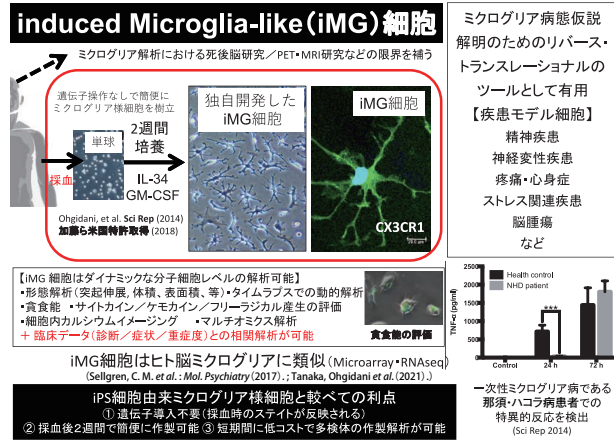 induced Microglia-like(iMG)細胞
ミクログリア解析における死後脳研究／PET・MRI研究などの限界を補う
遺伝子操作なしで簡便に
ミクログリア様細胞を樹立
単球
採血
2週間
培養
IL-34
GM-CSF
独自開発した
iMG細胞
iMG細胞
CX3CR1
Ohgidani, et al. Sci Rep (2014)
加藤ら米国特許取得 (2018)
ミクログリア病態仮説
解明のためのリバース・
トランスレーショナルの
ツールとして有用
【疾患モデル細胞】
精神疾患
神経変性疾患
疼痛・心身症
ストレス関連疾患
脳腫瘍
など
【iMG 細胞はダイナミックな分子細胞レベルの解析可能】
・形態解析（突起伸展，体積、表面積、等）・タイムラプスでの動的解析
・貪食能 ・サイトカイン／ケモカイン／フリーラジカル産生の評価
・細胞内カルシウムイメージング ・マルチオミクス解析
＋ 臨床データ（診断／症状／重症度）との相関解析が可能
貪食能の評価
iMG細胞はヒト脳ミクログリアに類似（Microarray・RNAseq）
(Sellgren, C. M. et al. : Mol. Psychiatry (2017). ; Tanaka, Ohgidani et al. (2021) .)
iPS細胞由来ミクログリア様細胞と較べての利点
① 遺伝子導入不要（採血時のステイトが反映される）
② 採血後2週間で簡便に作製可能 ③ 短期間に低コストで多検体の作製解析が可能
Health control
NHD patient
TNF-α (pg/ml)
2500
2000
1500
1000
500
0
***
Control
24 h
72 h
一次性ミクログリア病である
那須・ハコラ病患者での
特異的反応を検出
(Sci Rep 2014)